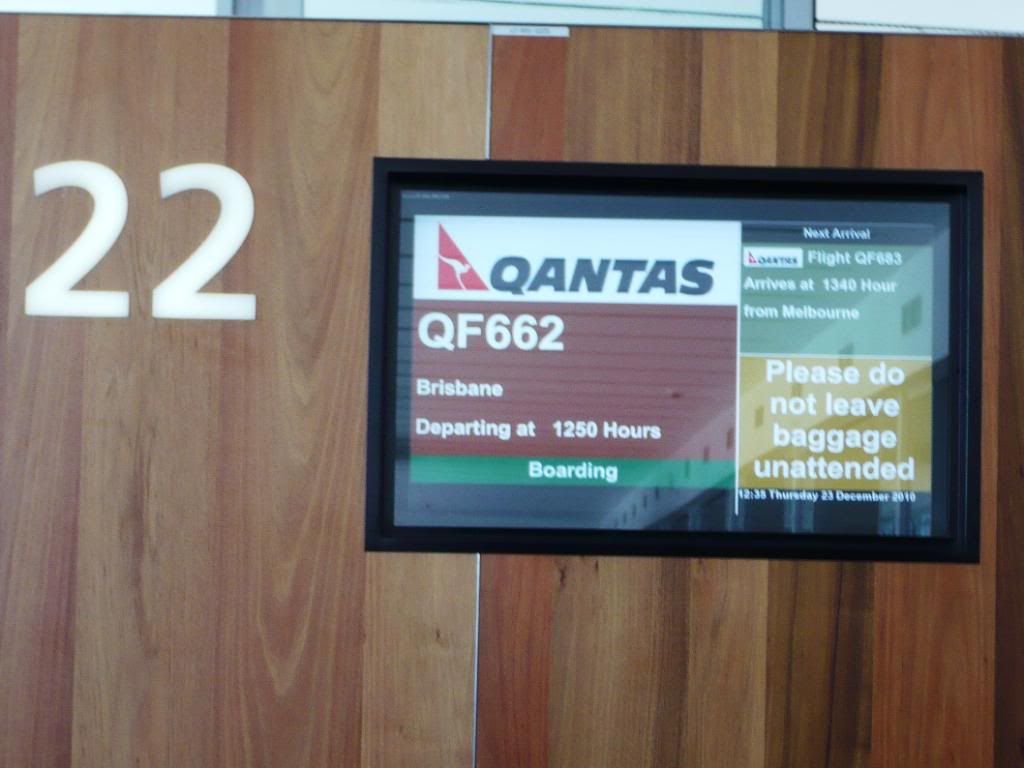 22
QANTAS
QF662
Brisbane
Departing at 1250 Hours
Boarding
Next Arrival
QANTAS Flight QF683
Arrives at 1340 Hour
from Melbourne
Please do
not leave
baggage
unattended
12:35 Thursday 23 December 2010